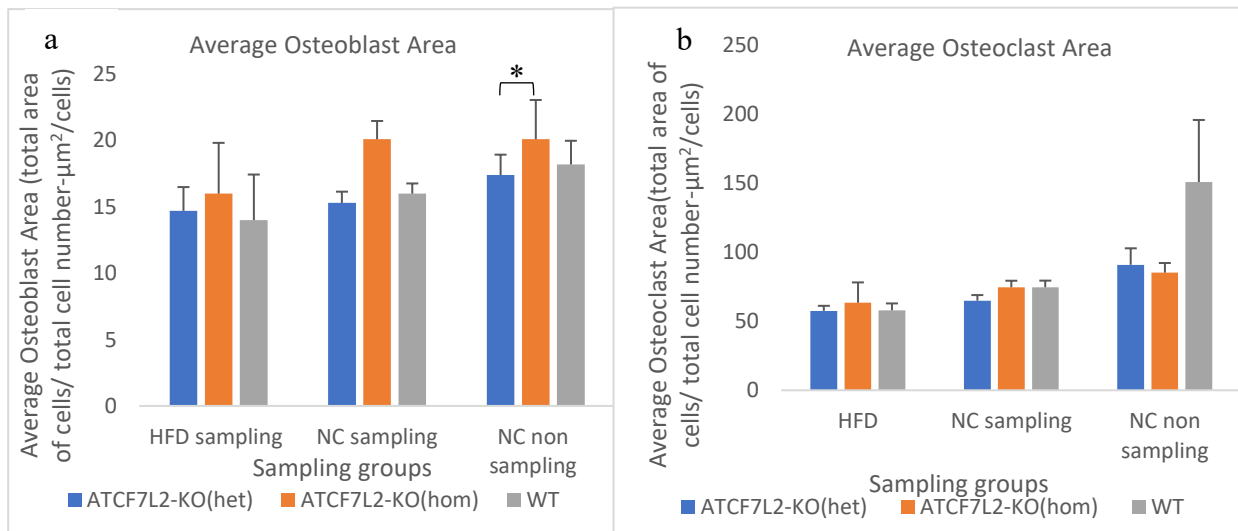 a
Average Osteoblast Area
Average Osteoblast Area (total area
of cells/ total cell number-µm²/cells)
25
20
15
10
5
0
*
HFD sampling
NC sampling
NC non
sampling
Sampling groups
ATCF7L2-KO(het)
ATCF7L2-KO(hom)
WT
b
Average Osteoclast Area
Average Osteoclast Area(total area of
cells/ total cell number-µm²/cells)
250
200
150
100
50
0
HFD
NC sampling
NC non
sampling
Sampling groups
ATCF7L2-KO(het)
ATCF7L2-KO(hom)
WT